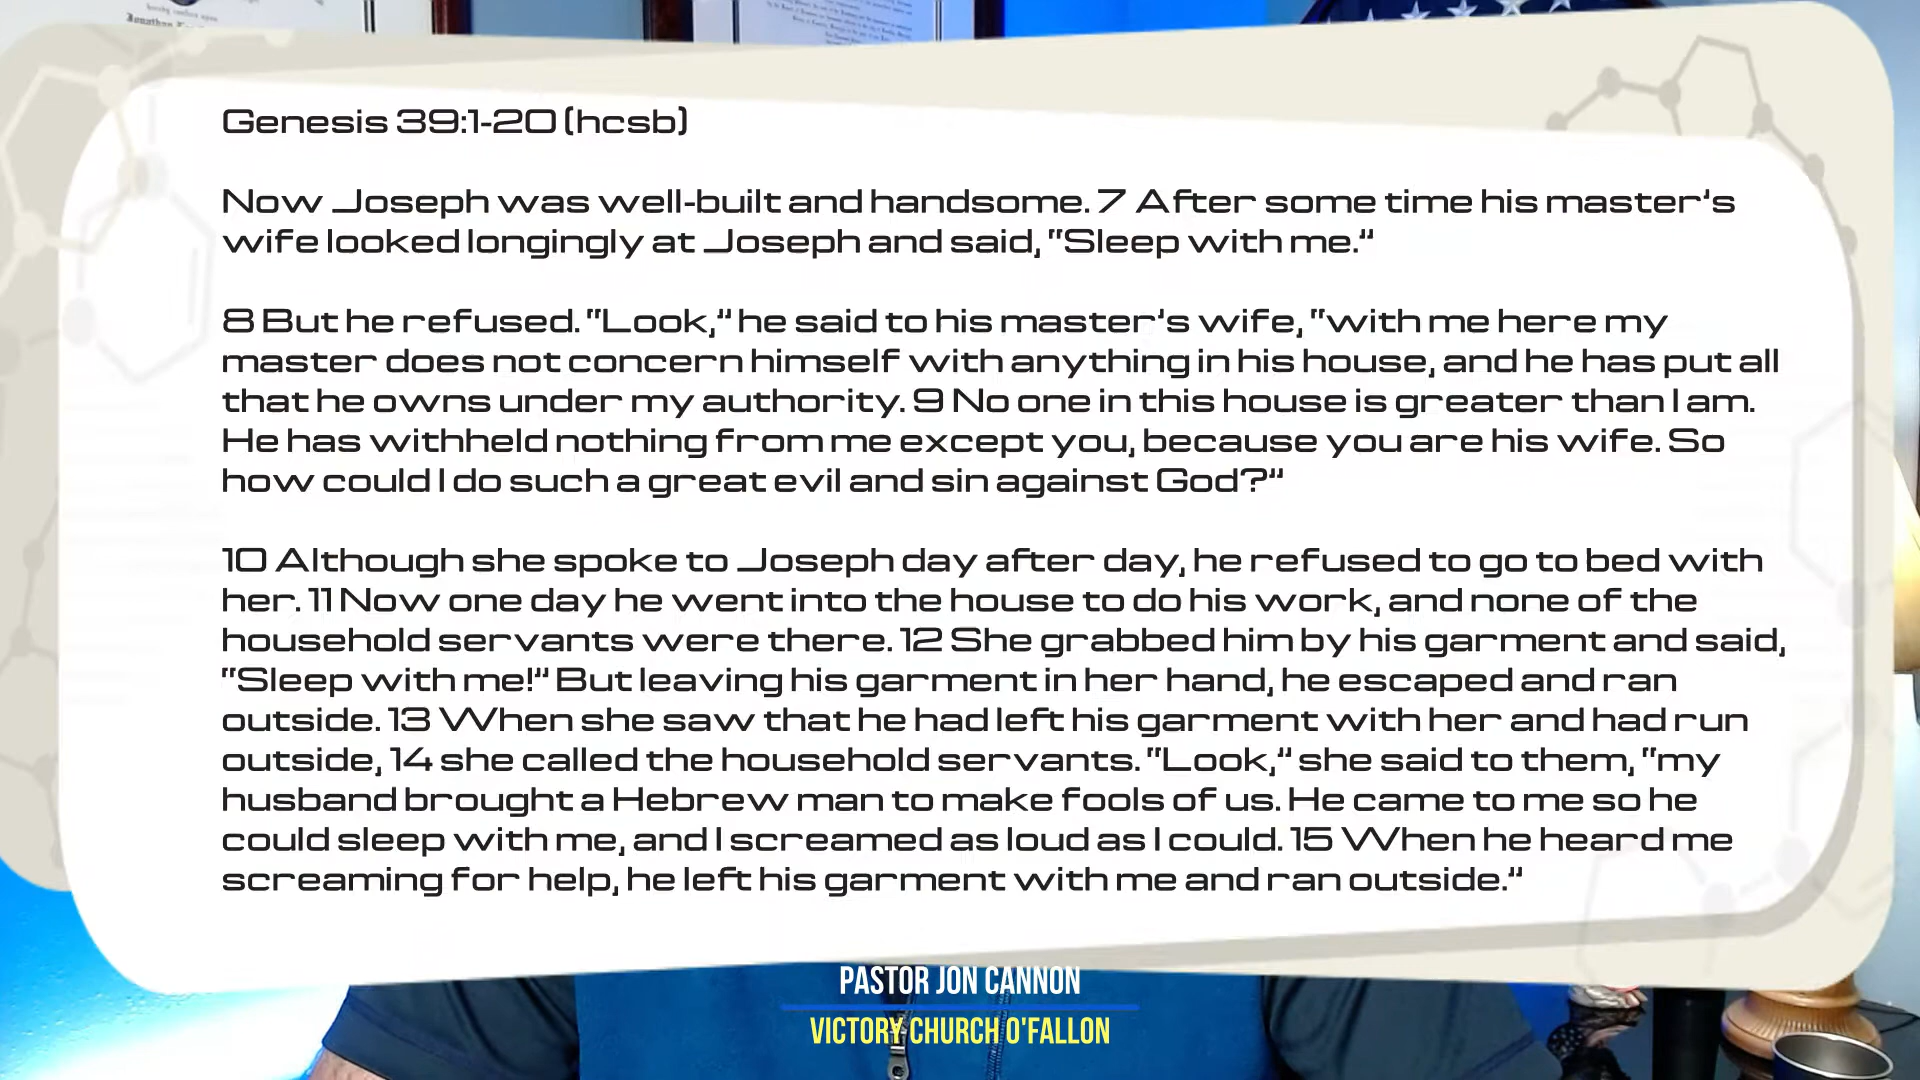 Genesis 39:1-20 (hcsb)
Now Joseph was well-built and handsome. 7 After some time his master's
wife looked longingly at Joseph and said, "Sleep with me."
8 But he refused. "Look," he said to his master's wife, "with me here my
master does not concern himself with anything in his house, and he has put all
that he owns under my authority. 9 No one in this house is greater than I am.
He has withheld nothing from me except you, because you are his wife. So
how could I do such a great evil and sin against God?"
10 Although she spoke to Joseph day after day, he refused to go to bed with
her. 11 Now one day he went into the house to do his work, and none of the
household servants were there. 12 She grabbed him by his garment and said,
"Sleep with me!" But leaving his garment in her hand, he escaped and ran
outside. 13 When she saw that he had left his garment with her and had run
outside, 14 she called the household servants. "Look," she said to them, "my
husband brought a Hebrew man to make fools of us. He came to me so he
could sleep with me, and I screamed as loud as I could. 15 When he heard me
screaming for help, he left his garment with me and ran outside."
PASTOR JON CANNON
VICTORY CHURCH O'FALLON